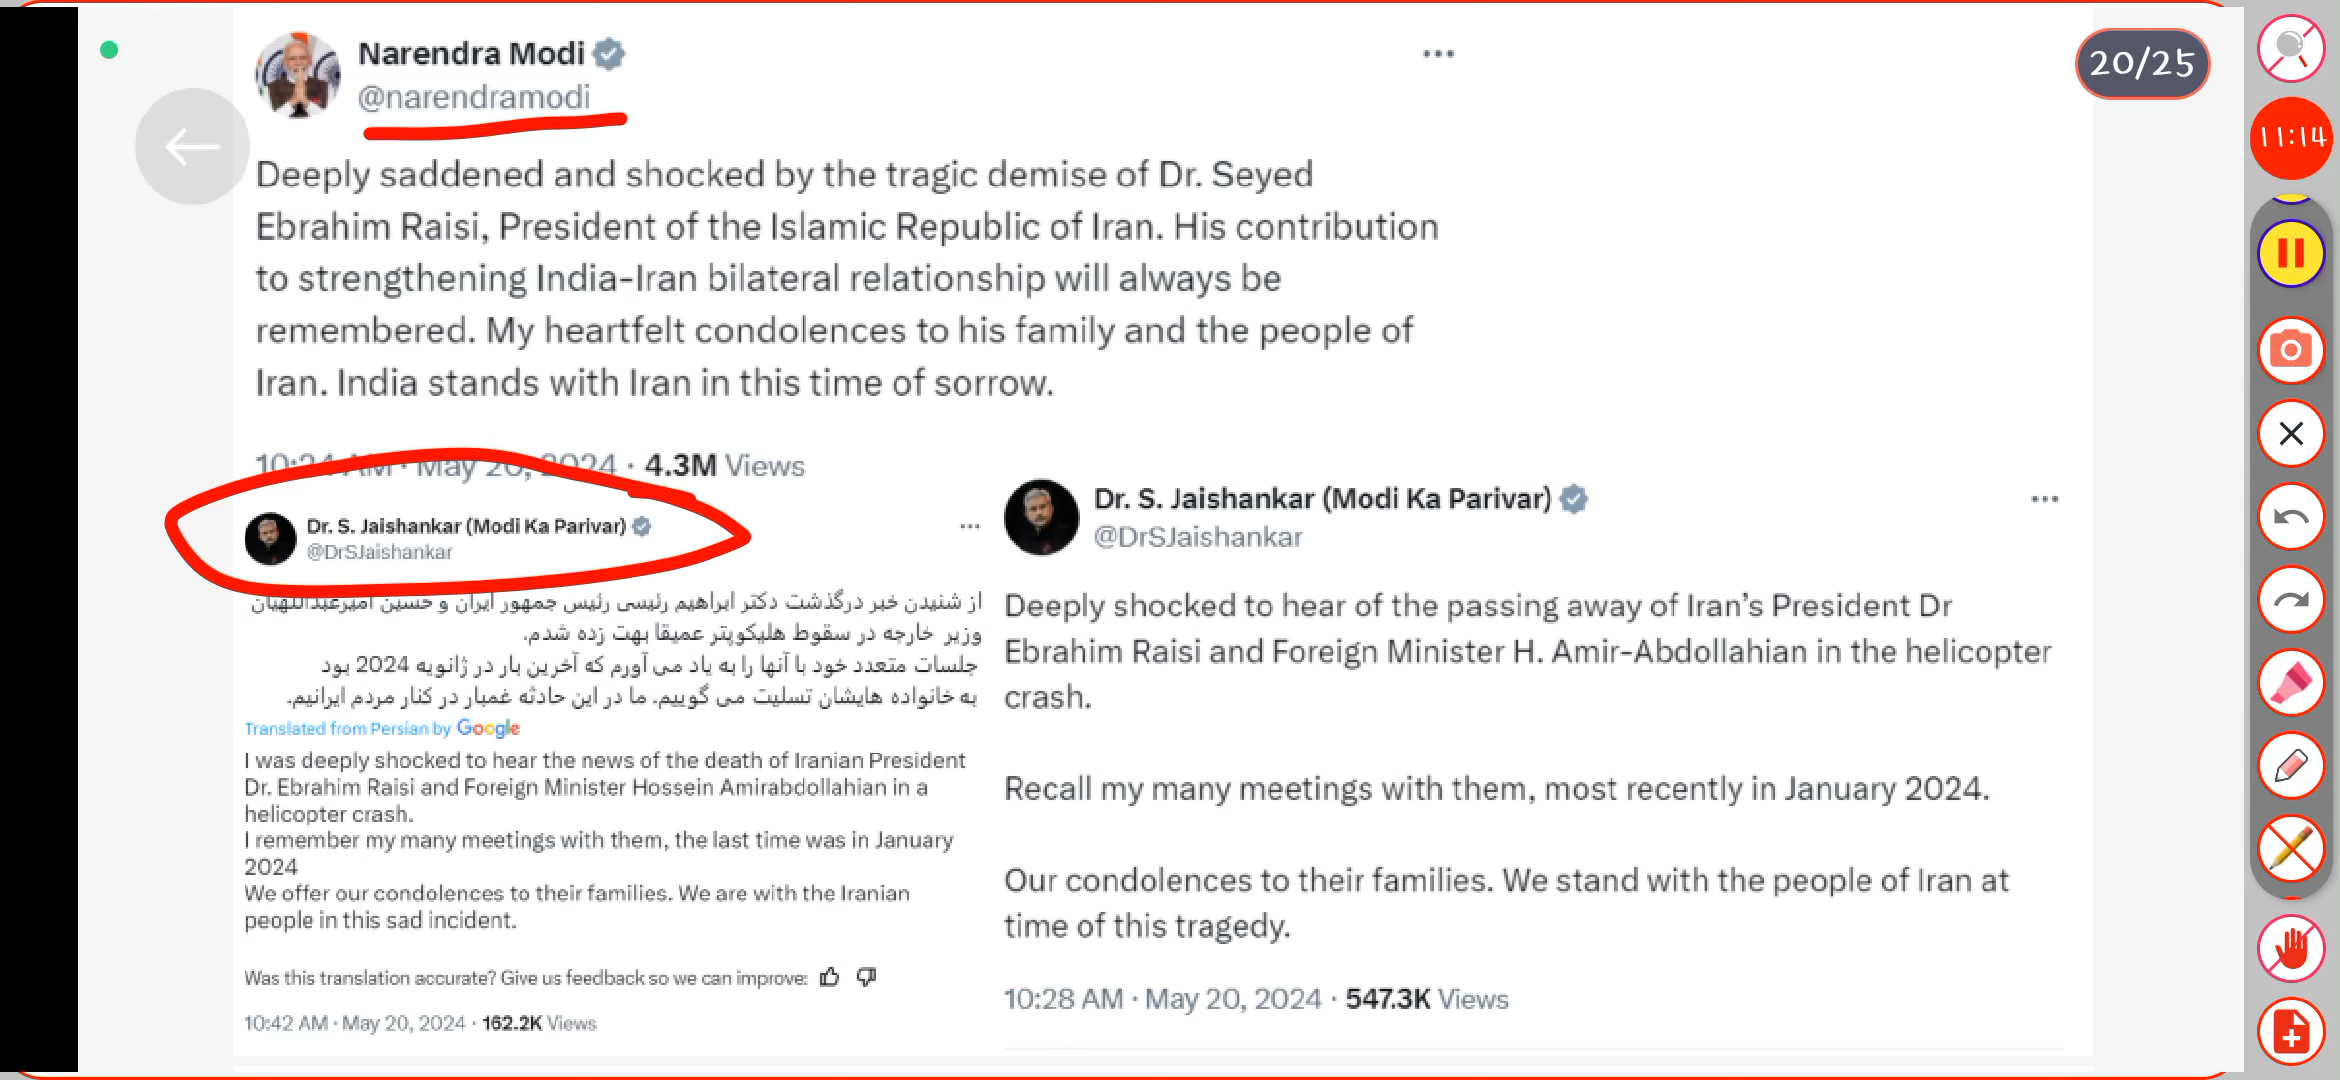 Narendra Modi
@narendramodi
20/25
11:14
Deeply saddened and shocked by the tragic demise of Dr. Seyed
Ebrahim Raisi, President of the Islamic Republic of Iran. His contribution
to strengthening India-Iran bilateral relationship will always be
remembered. My heartfelt condolences to his family and the people of
Iran. India stands with Iran in this time of sorrow.
10:24 AM · May 20, 2024 · 4.3M Views
Dr. S. Jaishankar (Modi Ka Parivar)
@DrSJaishankar
از شنیدن خبر درگذشت دکتر ابراهیم رئیسی رئیس جمهور ایران و حسین امیرعبداللهیان
وزیر خارجه در سقوط هلیکوپتر عمیقا بهت زده شدم.
جلسات متعدد خود با آنها را به یاد می آورم که آخرین بار در ژانویه 2024 بود
به خانواده هایشان تسلیت می گوییم. ما در این حادثه غمبار در کنار مردم ایرانیم.
Translated from Persian by Google
I was deeply shocked to hear the news of the death of Iranian President
Dr. Ebrahim Raisi and Foreign Minister Hossein Amirabdollahian in a
helicopter crash.
I remember my many meetings with them, the last time was in January
2024
We offer our condolences to their families. We are with the Iranian
people in this sad incident.
Was this translation accurate? Give us feedback so we can improve:
10:42 AM · May 20, 2024 · 162.2K Views
Dr. S. Jaishankar (Modi Ka Parivar)
@DrSJaishankar
Deeply shocked to hear of the passing away of Iran's President Dr
Ebrahim Raisi and Foreign Minister H. Amir-Abdollahian in the helicopter
crash.
Recall my many meetings with them, most recently in January 2024.
Our condolences to their families. We stand with the people of Iran at
time of this tragedy.
10:28 AM · May 20, 2024 · 547.3K Views